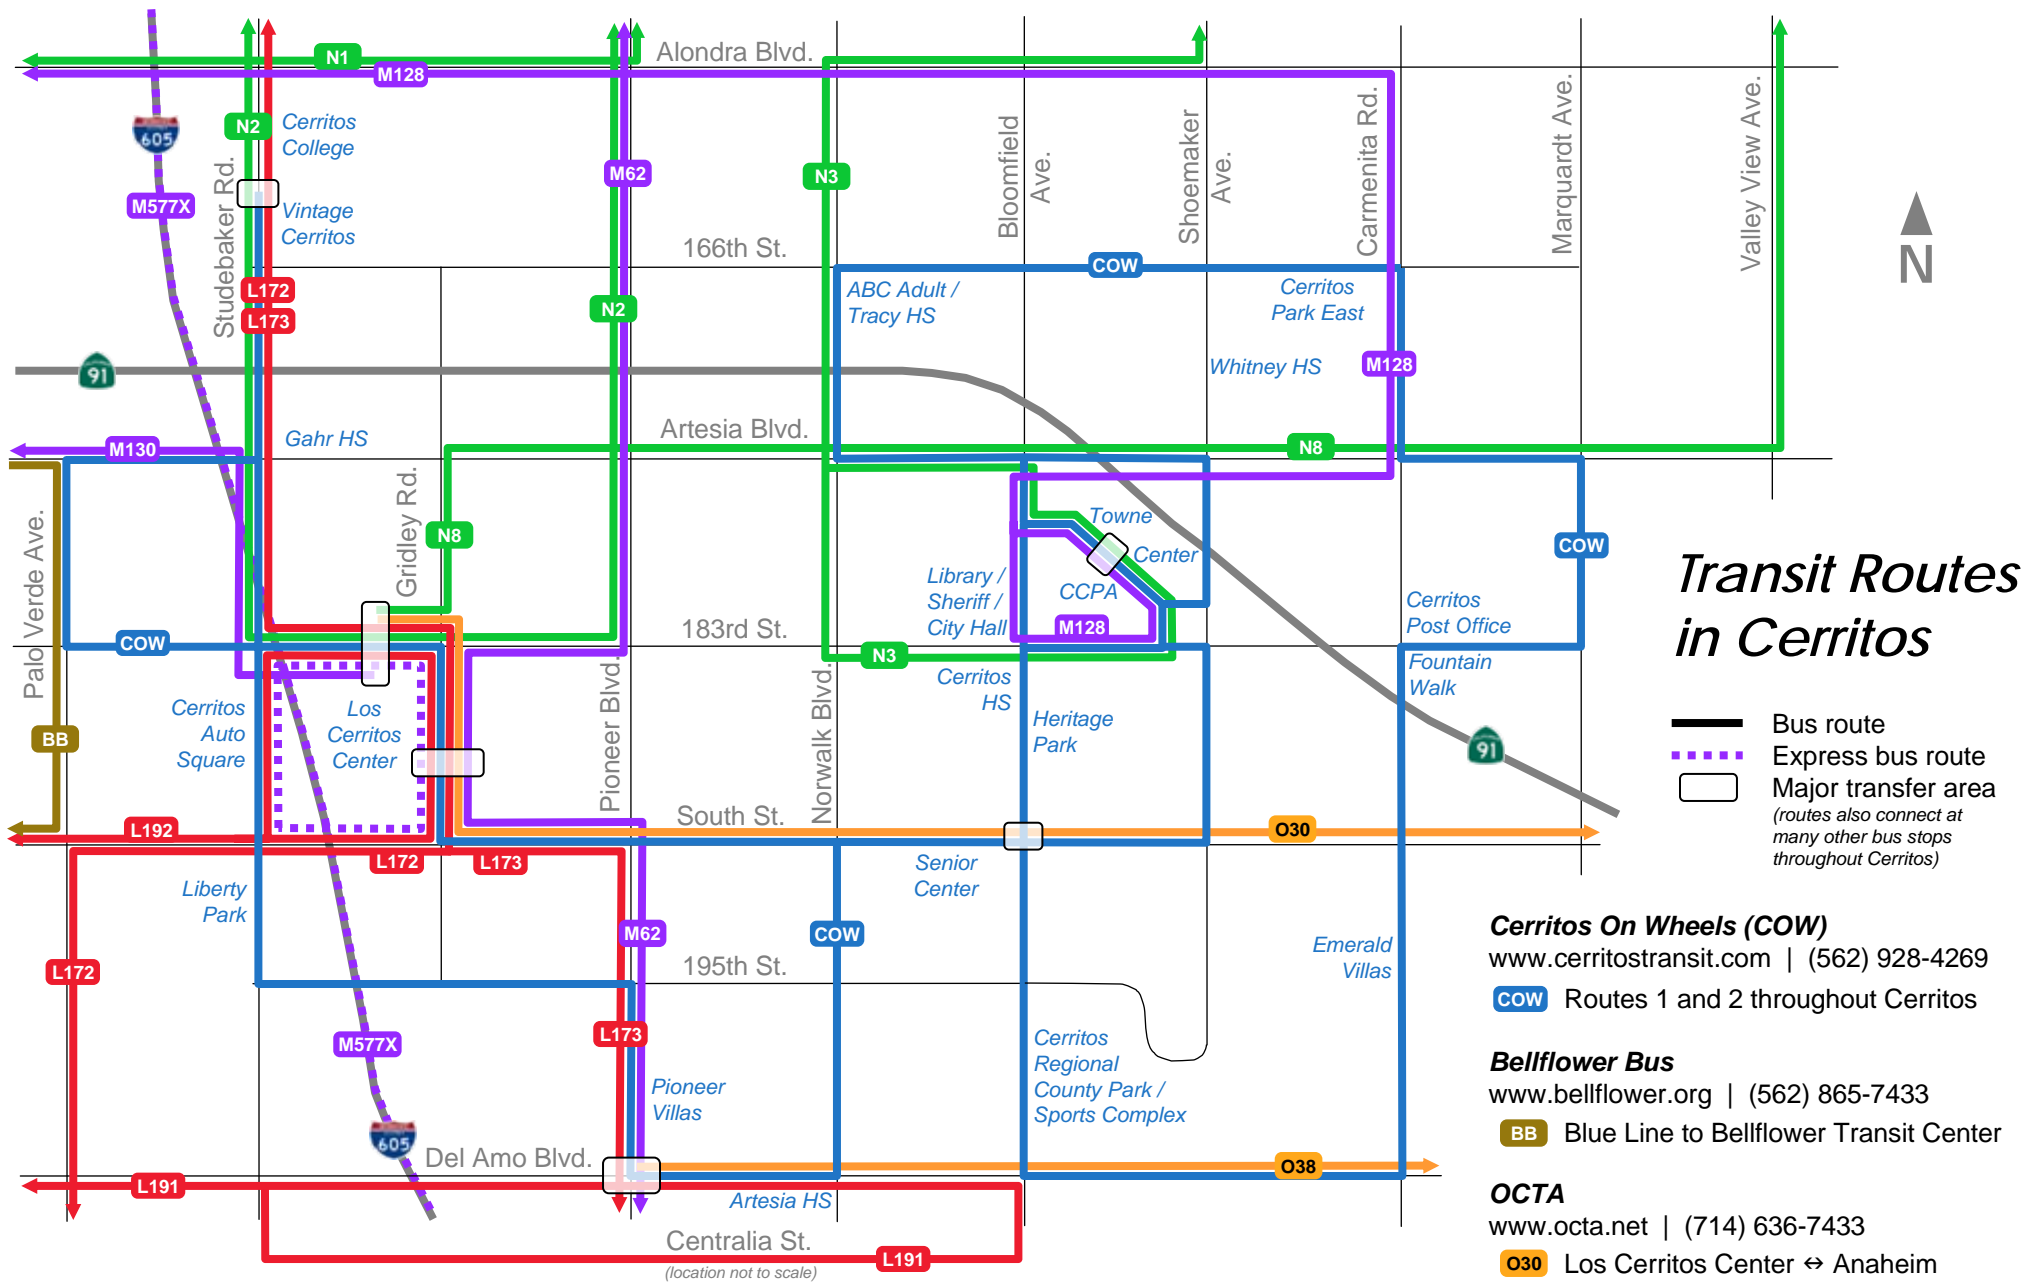 Alondra Blvd.
N1
M128
605
N2
Cerritos
College
M62
N3
Bloomfield
Ave.
Shoemaker
Ave.
Carmenita Rd.
Marquardt Ave.
Valley View Ave.
Studebaker Rd.
M577X
Vintage
Cerritos
166th St.
COW
N
L172
L173
N2
ABC Adult /
Tracy HS
Cerritos
Park East
91
Whitney HS
M128
M130
Gahr HS
Artesia Blvd.
N8
Palo Verde Ave.
Gridley Rd.
N8
Towne
Center
COW
Library /
Sheriff /
City Hall
CCPA
M128
Cerritos
Post Office
Transit Routes
in Cerritos
COW
183rd St.
N3
Fountain
Walk
Cerritos
HS
Pioneer Blvd.
Norwalk Blvd.
Cerritos
Auto
Square
Los
Cerritos
Center
Heritage
Park
BB
91
Bus route
Express bus route
Major transfer area
(routes also connect at
many other bus stops
throughout Cerritos)
L192
South St.
O30
L172
L173
Senior
Center
Liberty
Park
COW
M62
Emerald
Villas
L172
195th St.
Cerritos On Wheels (COW)
www.cerritostransit.com | (562) 928-4269
COW Routes 1 and 2 throughout Cerritos
M577X
L173
Cerritos
Regional
County Park /
Sports Complex
Pioneer
Villas
Bellflower Bus
www.bellflower.org | (562) 865-7433
BB Blue Line to Bellflower Transit Center
605
Del Amo Blvd.
O38
L191
Artesia HS
OCTA
www.octa.net | (714) 636-7433
O30 Los Cerritos Center ↔ Anaheim
Centralia St.
(location not to scale)
L191